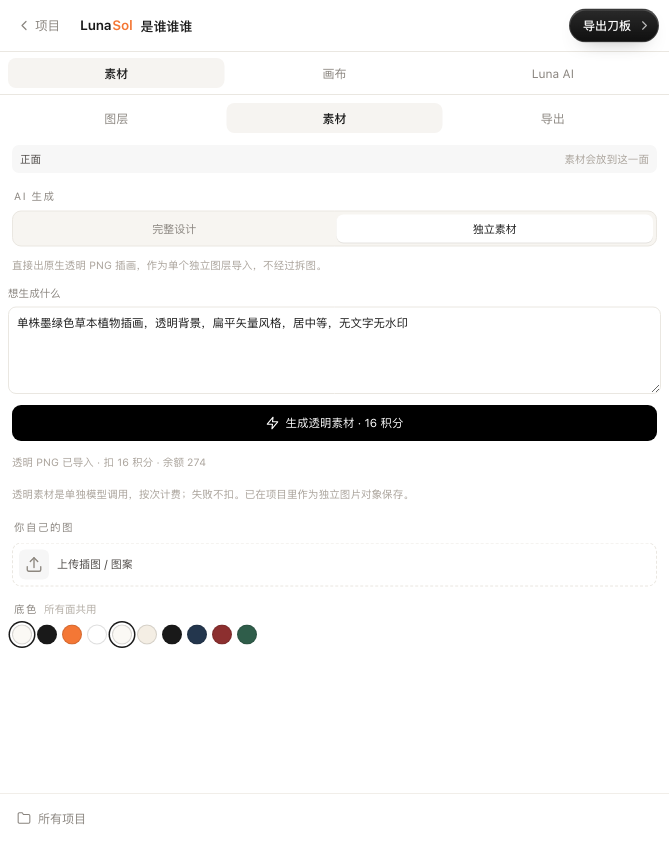 项目 LunaSol 是谁谁谁 导出刀板
素材 画布 Luna AI
图层 素材 导出
正面 素材会放到这一面
AI 生成
完整设计 独立素材
直接出原生透明 PNG 插画，作为单个独立图层导入，不经过拆图。
想生成什么
单株墨绿色草本植物插画，透明背景，扁平矢量风格，居中等，无文字无水印
生成透明素材 · 16 积分
透明 PNG 已导入 · 扣 16 积分 · 余额 274
透明素材是单独模型调用，按次计费；失败不扣。已在项目里作为独立图片对象保存。
你自己的图
上传插图 / 图案
底色 所有面共用
所有项目